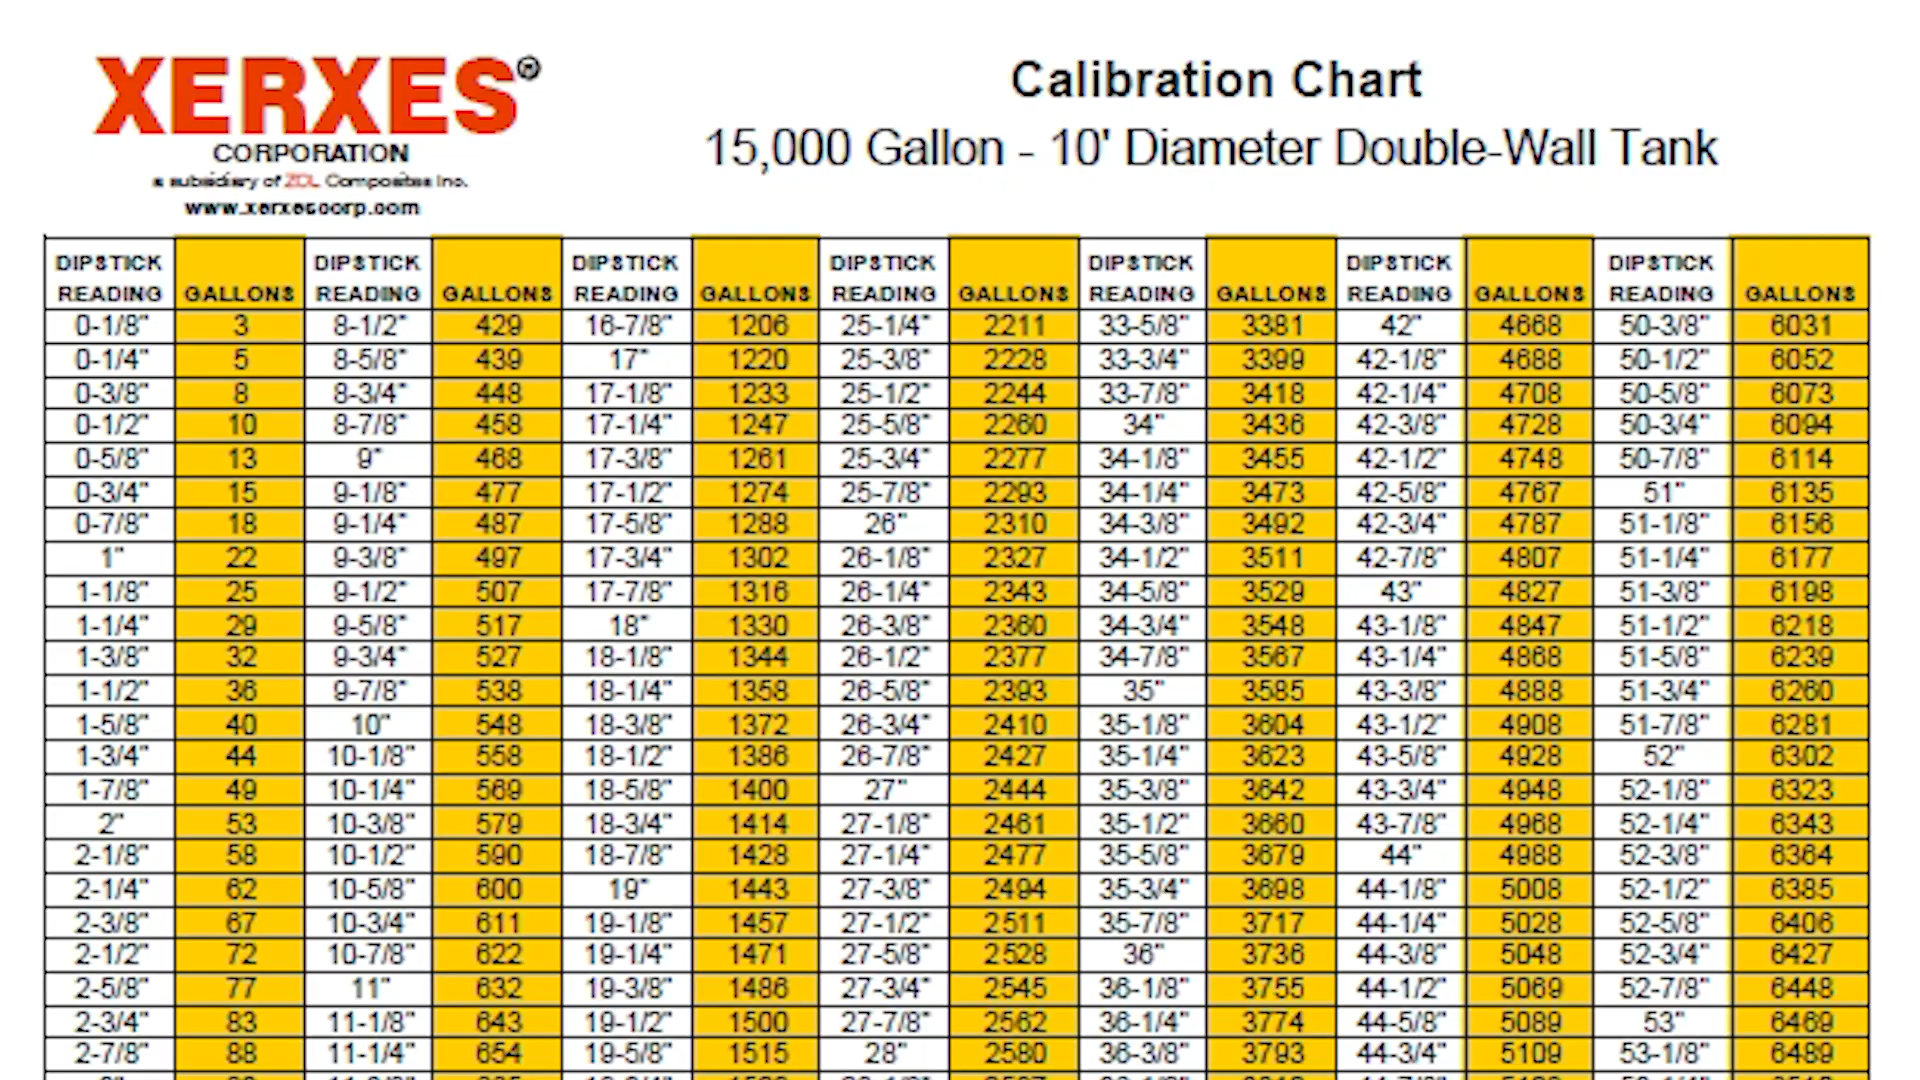 XERXES®
CORPORATION
a subsidiary of ZCL Composites Inc.
www.xerxescorp.com
Calibration Chart
15,000 Gallon - 10' Diameter Double-Wall Tank
DIPSTICK READING GALLONS DIPSTICK READING GALLONS DIPSTICK READING GALLONS DIPSTICK READING GALLONS DIPSTICK READING GALLONS DIPSTICK READING GALLONS DIPSTICK READING GALLONS
0-1/8" 3 8-1/2" 429 16-7/8" 1206 25-1/4" 2211 33-5/8" 3381 42" 4668 50-3/8" 6031
0-1/4" 5 8-5/8" 439 17" 1220 25-3/8" 2228 33-3/4" 3399 42-1/8" 4688 50-1/2" 6052
0-3/8" 8 8-3/4" 448 17-1/8" 1233 25-1/2" 2244 33-7/8" 3418 42-1/4" 4708 50-5/8" 6073
0-1/2" 10 8-7/8" 458 17-1/4" 1247 25-5/8" 2260 34" 3436 42-3/8" 4728 50-3/4" 6094
0-5/8" 13 9" 468 17-3/8" 1261 25-3/4" 2277 34-1/8" 3455 42-1/2" 4748 50-7/8" 6114
0-3/4" 15 9-1/8" 477 17-1/2" 1274 25-7/8" 2293 34-1/4" 3473 42-5/8" 4767 51" 6135
0-7/8" 18 9-1/4" 487 17-5/8" 1288 26" 2310 34-3/8" 3492 42-3/4" 4787 51-1/8" 6156
1" 22 9-3/8" 497 17-3/4" 1302 26-1/8" 2327 34-1/2" 3511 42-7/8" 4807 51-1/4" 6177
1-1/8" 25 9-1/2" 507 17-7/8" 1316 26-1/4" 2343 34-5/8" 3529 43" 4827 51-3/8" 6198
1-1/4" 29 9-5/8" 517 18" 1330 26-3/8" 2360 34-3/4" 3548 43-1/8" 4847 51-1/2" 6218
1-3/8" 32 9-3/4" 527 18-1/8" 1344 26-1/2" 2377 34-7/8" 3567 43-1/4" 4868 51-5/8" 6239
1-1/2" 36 9-7/8" 538 18-1/4" 1358 26-5/8" 2393 35" 3585 43-3/8" 4888 51-3/4" 6260
1-5/8" 40 10" 548 18-3/8" 1372 26-3/4" 2410 35-1/8" 3604 43-1/2" 4908 51-7/8" 6281
1-3/4" 44 10-1/8" 558 18-1/2" 1386 26-7/8" 2427 35-1/4" 3623 43-5/8" 4928 52" 6302
1-7/8" 49 10-1/4" 569 18-5/8" 1400 27" 2444 35-3/8" 3642 43-3/4" 4948 52-1/8" 6323
2" 53 10-3/8" 579 18-3/4" 1414 27-1/8" 2461 35-1/2" 3660 43-7/8" 4968 52-1/4" 6343
2-1/8" 58 10-1/2" 590 18-7/8" 1428 27-1/4" 2477 35-5/8" 3679 44" 4988 52-3/8" 6364
2-1/4" 62 10-5/8" 600 19" 1443 27-3/8" 2494 35-3/4" 3698 44-1/8" 5008 52-1/2" 6385
2-3/8" 67 10-3/4" 611 19-1/8" 1457 27-1/2" 2511 35-7/8" 3717 44-1/4" 5028 52-5/8" 6406
2-1/2" 72 10-7/8" 622 19-1/4" 1471 27-5/8" 2528 36" 3736 44-3/8" 5048 52-3/4" 6427
2-5/8" 77 11" 632 19-3/8" 1486 27-3/4" 2545 36-1/8" 3755 44-1/2" 5069 52-7/8" 6448
2-3/4" 83 11-1/8" 643 19-1/2" 1500 27-7/8" 2562 36-1/4" 3774 44-5/8" 5089 53" 6469
2-7/8" 88 11-1/4" 654 19-5/8" 1515 28" 2580 36-3/8" 3793 44-3/4" 5109 53-1/8" 6489